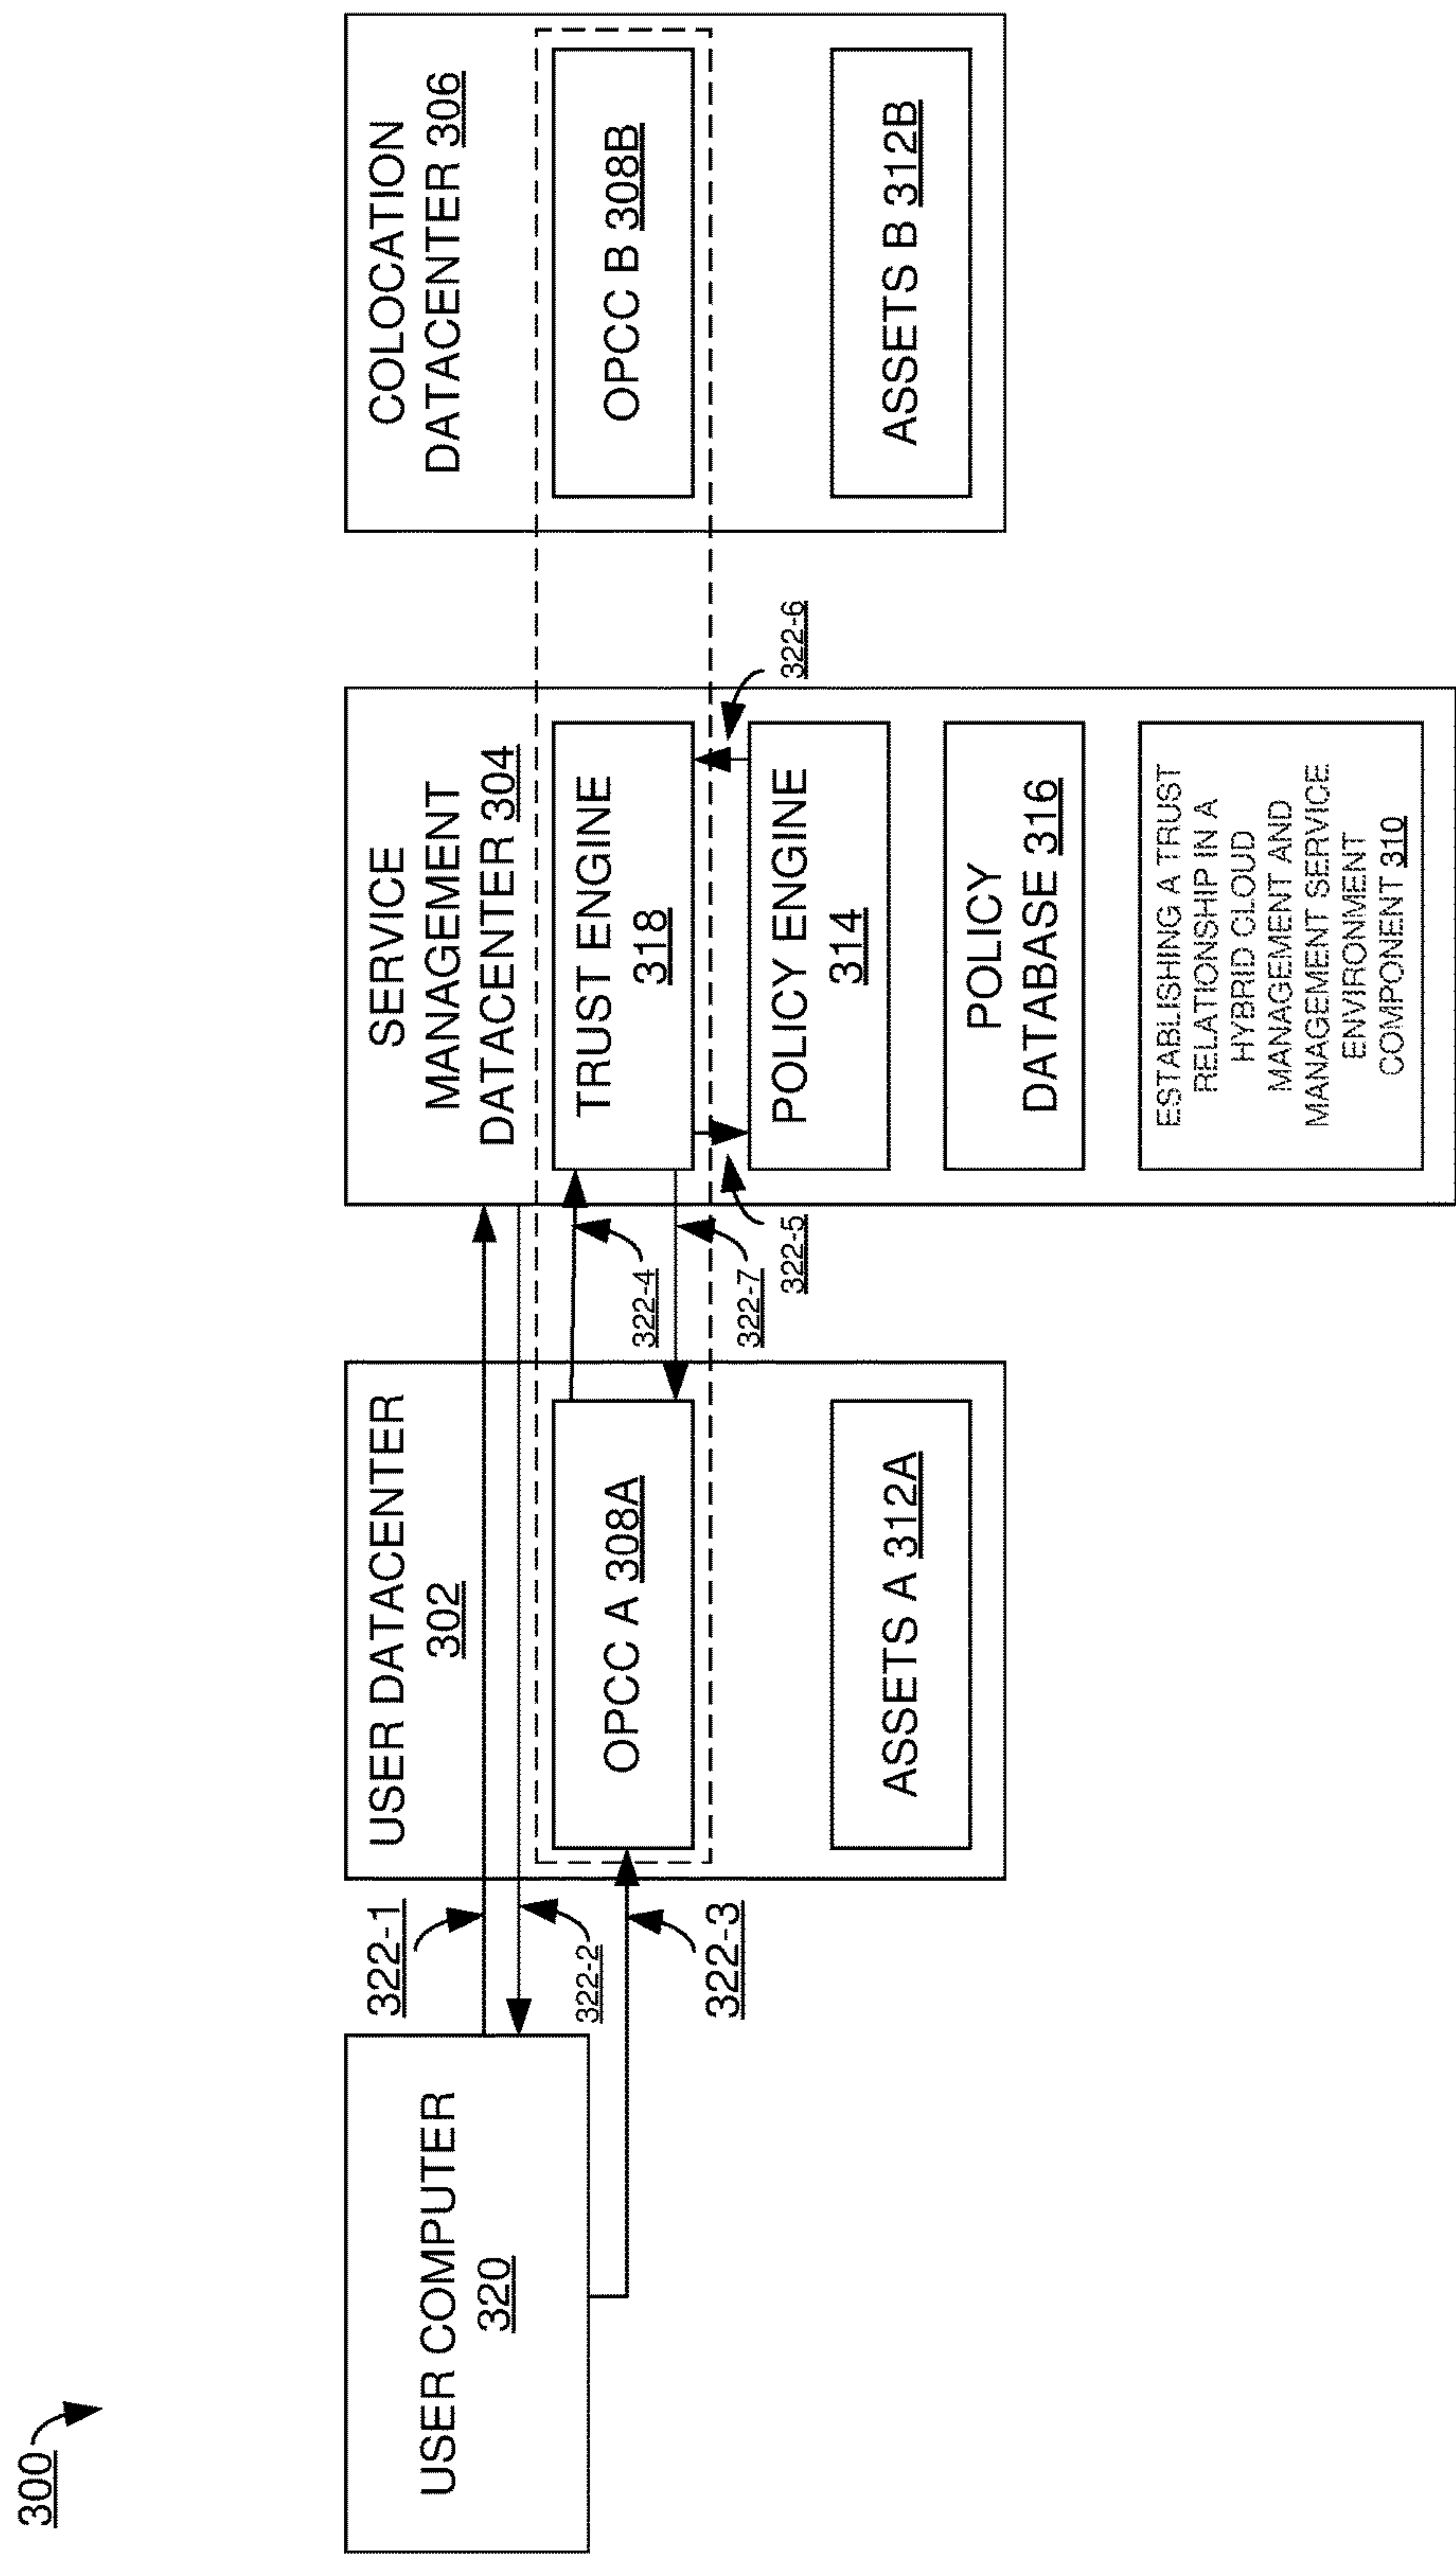 300
USER COMPUTER
320
322-1
322-2
322-3
USER DATACENTER
302
OPCC A 308A
ASSETS A 312A
322-4
322-7
322-5
SERVICE
MANAGEMENT
DATACENTER 304
TRUST ENGINE
318
POLICY ENGINE
314
POLICY
DATABASE 316
ESTABLISHING A TRUST
RELATIONSHIP IN A
HYBRID CLOUD
MANAGEMENT AND
MANAGEMENT SERVICE
ENVIRONMENT
COMPONENT 310
322-6
COLOCATION
DATACENTER 306
OPCC B 308B
ASSETS B 312B